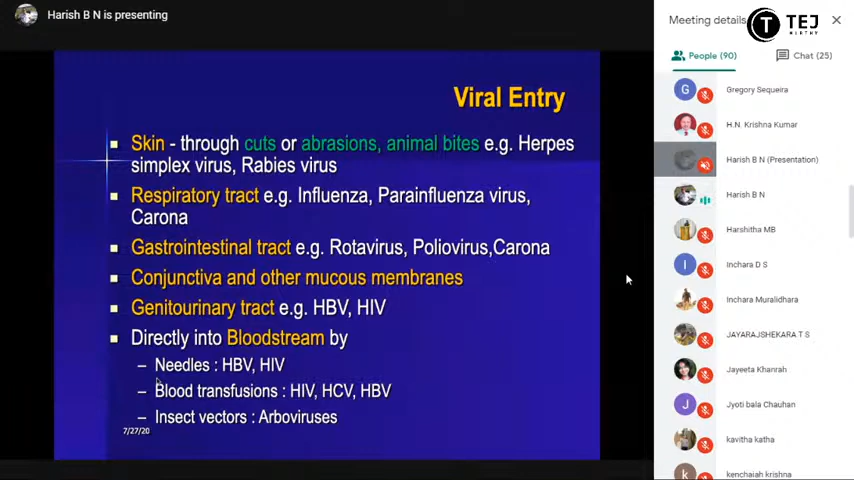 Harish B N is presenting
Viral Entry
Skin - through cuts or abrasions, animal bites e.g. Herpes
simplex virus, Rabies virus
Respiratory tract e.g. Influenza, Parainfluenza virus,
Carona
Gastrointestinal tract e.g. Rotavirus, Poliovirus,Carona
Conjunctiva and other mucous membranes
Genitourinary tract e.g. HBV, HIV
Directly into Bloodstream by
– Needles : HBV, HIV
– Blood transfusions : HIV, HCV, HBV
– Insect vectors : Arboviruses
7/27/20
Meeting details
T TEJ
People (90)
Chat (25)
G Gregory Sequeira
H.N. Krishna Kumar
Harish B N (Presentation)
Harish B N
Harshitha MB
I Inchara D S
Inchara Muralidhara
JAYARAJSHEKARA T S
Jayeeta Khanrah
J Jyoti bala Chauhan
kavitha katha
k kenchaiah krishna